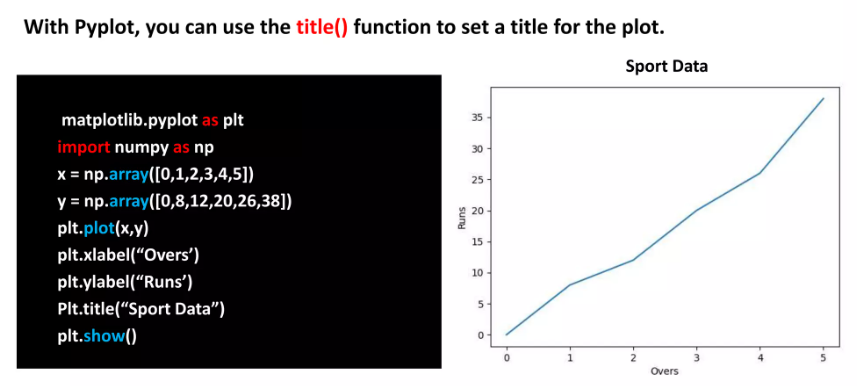 With Pyplot, you can use the title() function to set a title for the plot.
matplotlib.pyplot as plt
import numpy as np
x = np.array([0,1,2,3,4,5])
y = np.array([0,8,12,20,26,38])
plt.plot(x,y)
plt.xlabel(“Overs’)
plt.ylabel(“Runs’)
Plt.title(“Sport Data”)
plt.show()
Sport Data
35
30
25
20
15
10
5
0
Runs
0 1 2 3 4 5
Overs